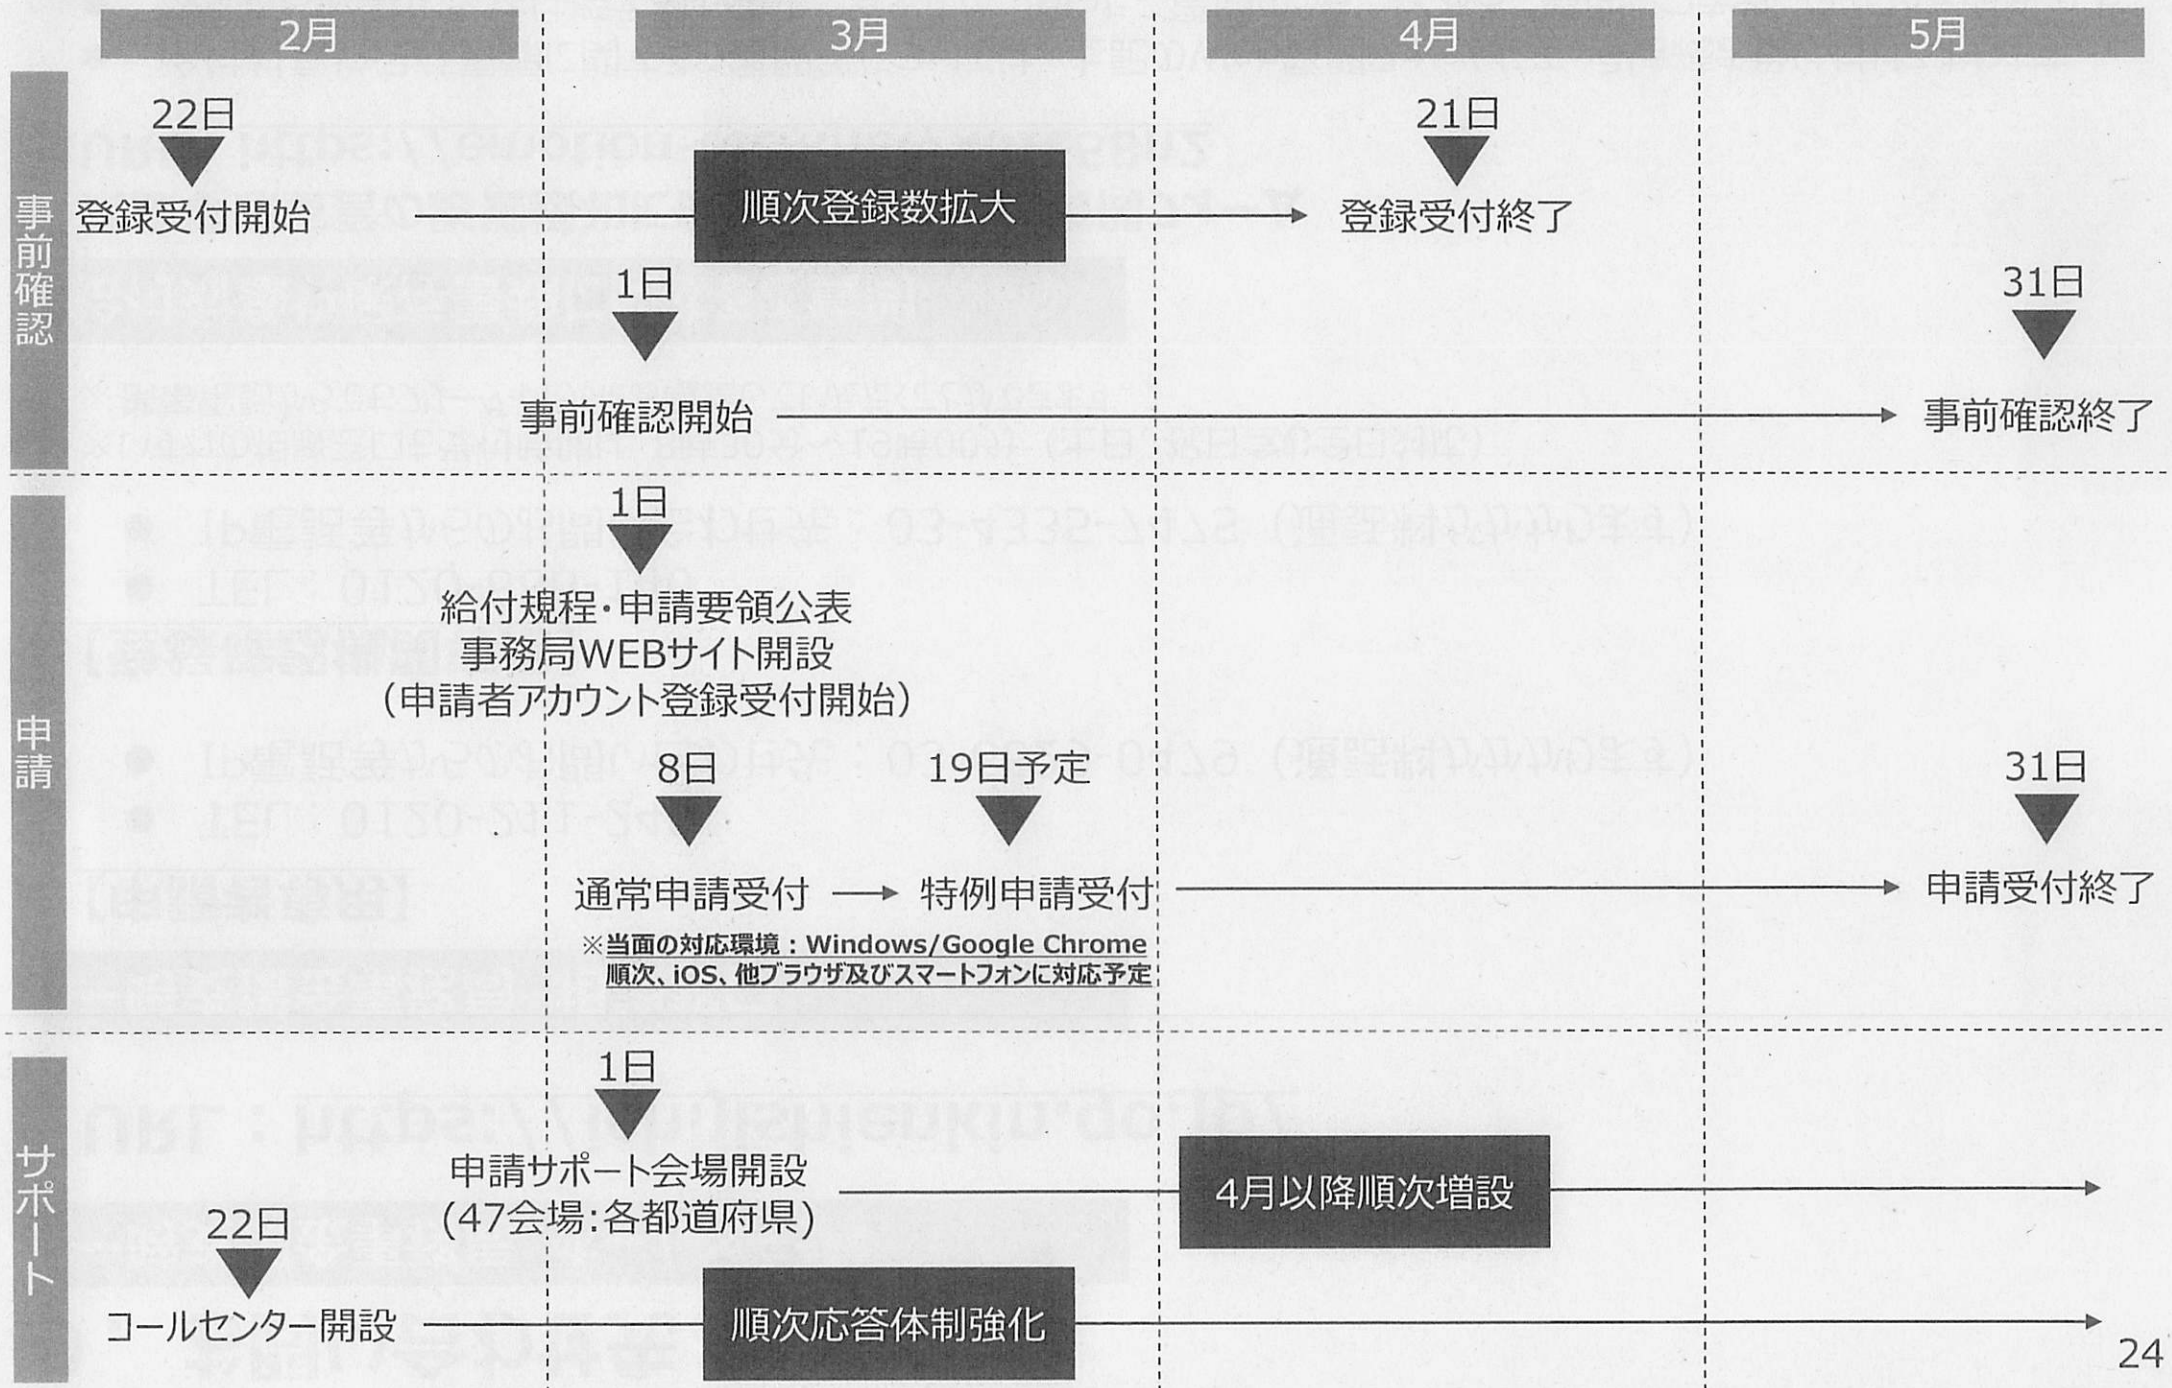 2月
3月
4月
5月
事前確認
22日
登録受付開始
順次登録数拡大
21日
登録受付終了
1日
事前確認開始
31日
事前確認終了
申請
1日
給付規程・申請要領公表
事務局WEBサイト開設
(申請者アカウント登録受付開始)
8日
通常申請受付
19日予定
特例申請受付
31日
申請受付終了
※当面の対応環境：Windows/Google Chrome
順次、iOS、他ブラウザ及びスマートフォンに対応予定
サポート
1日
申請サポート会場開設
(47会場:各都道府県)
4月以降順次増設
22日
コールセンター開設
順次応答体制強化
24